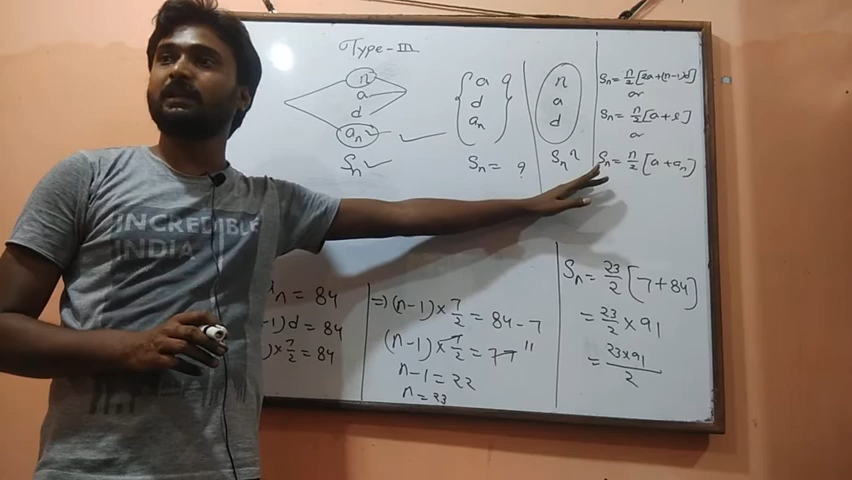 Type-III
n
a
d
aₙ
Sₙ
a ?
d
aₙ
Sₙ = ?
n
a
d
Sₙ
Sₙ = n/2 [2a+(n-1)d]
or
Sₙ = n/2 [a+l]
or
Sₙ = n/2 [a+aₙ]
INCREDIBLE
INDIA
ₙ = 84
-1)d = 84
)×7/2 = 84
⇒ (n-1)×7/2 = 84-7
(n-1)×7/2 = 77 11
n-1 = 22
n = 23
Sₙ = 23/2 [7+84]
= 23/2 × 91
= 23×91/2